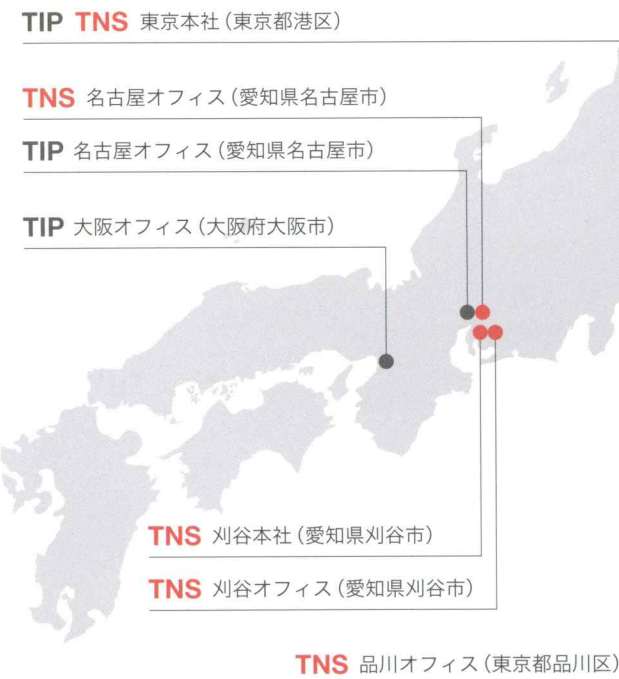 TIP TNS 東京本社（東京都港区）
TNS 名古屋オフィス（愛知県名古屋市）
TIP 名古屋オフィス（愛知県名古屋市）
TIP 大阪オフィス（大阪府大阪市）
TNS 刈谷本社（愛知県刈谷市）
TNS 刈谷オフィス（愛知県刈谷市）
TNS 品川オフィス（東京都品川区）